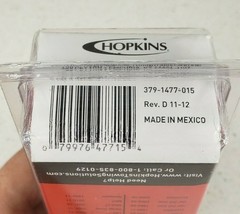 HOPKINS
379-1477-015
Rev. D 11-12
MADE IN MEXICO
0 79976 47715 4
Need Help?
Visit: www.HopkinsTowingSolutions.com
Or Call: 1-800-835-0129